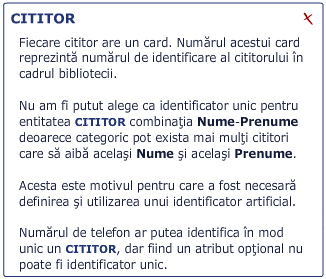 CITITOR
Fiecare cititor are un card. Numărul acestui card
reprezintă numărul de identificare al cititorului în
cadrul bibliotecii.
Nu am fi putut alege ca identificator unic pentru
entitatea CITITOR combinaţia Nume-Prenume
deoarece categoric pot exista mai mulţi cititori
care să aibă acelaşi Nume şi acelaşi Prenume.
Acesta este motivul pentru care a fost necesară
definirea şi utilizarea unui identificator artificial.
Numărul de telefon ar putea identifica în mod
unic un CITITOR, dar fiind un atribut opţional nu
poate fi identificator unic.